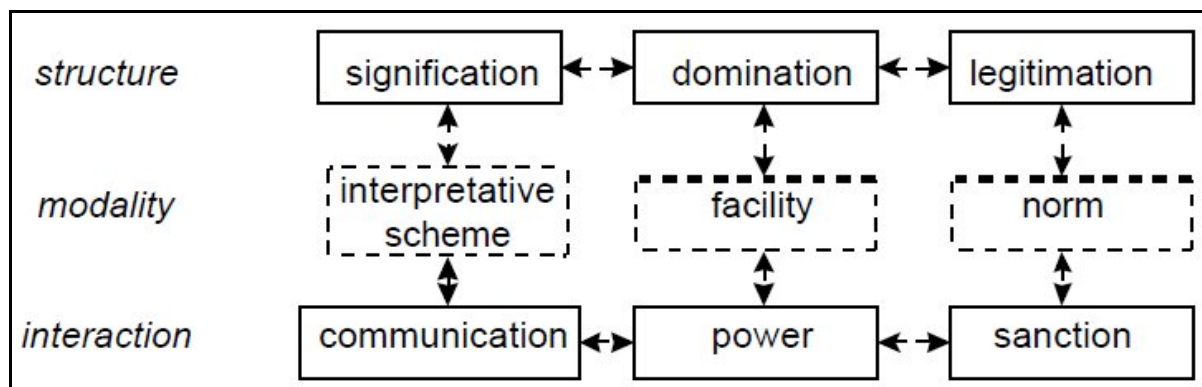 structure signification domination legitimation
modality interpretative scheme facility norm
interaction communication power sanction